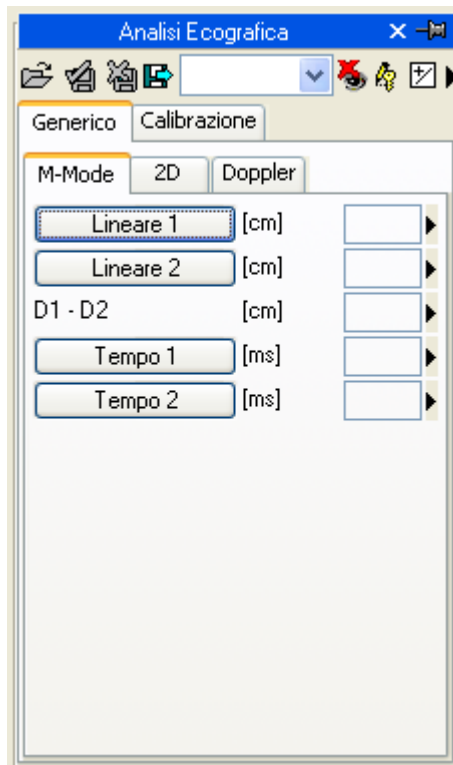 Analisi Ecografica
Generico Calibrazione
M-Mode 2D Doppler
Lineare 1 [cm]
Lineare 2 [cm]
D1 - D2 [cm]
Tempo 1 [ms]
Tempo 2 [ms]